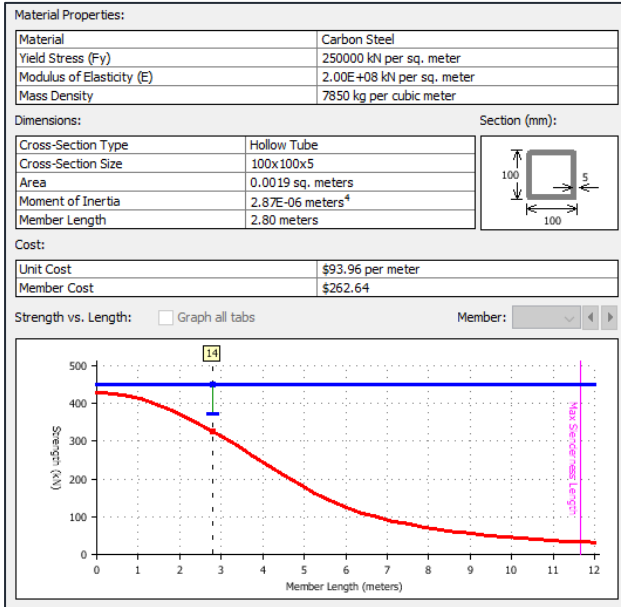 Material Properties:
Material Carbon Steel
Yield Stress (Fy) 250000 kN per sq. meter
Modulus of Elasticity (E) 2.00E+08 kN per sq. meter
Mass Density 7850 kg per cubic meter
Dimensions: Section (mm):
Cross-Section Type Hollow Tube
Cross-Section Size 100x100x5
Area 0.0019 sq. meters
Moment of Inertia 2.87E-06 meters⁴
Member Length 2.80 meters
100
5
100
Cost:
Unit Cost $93.96 per meter
Member Cost $262.64
Strength vs. Length: Graph all tabs Member:
14
500
400
300
200
100
0
Strength (kN)
Max Slenderness Length
0 1 2 3 4 5 6 7 8 9 10 11 12
Member Length (meters)